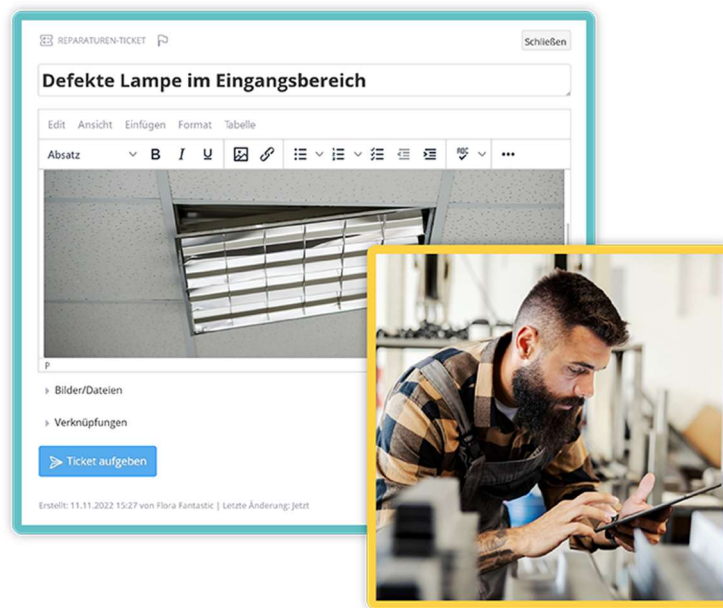 REPARATUREN-TICKET
Schließen
Defekte Lampe im Eingangsbereich
Edit Ansicht Einfügen Format Tabelle
Absatz B I U ABC ...
P
Bilder/Dateien
Verknüpfungen
Ticket aufgeben
Erstellt: 11.11.2022 15:27 von Flora Fantastic | Letzte Änderung: Jetzt